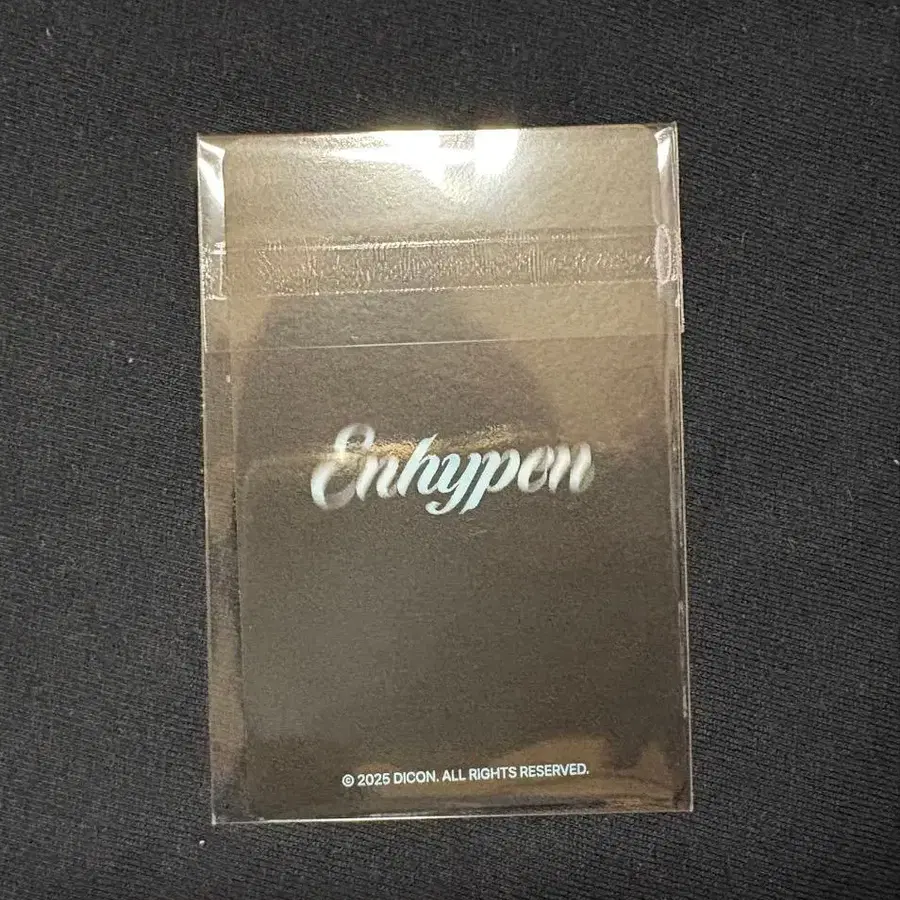 Enhypen
© 2025 DICON. ALL RIGHTS RESERVED.